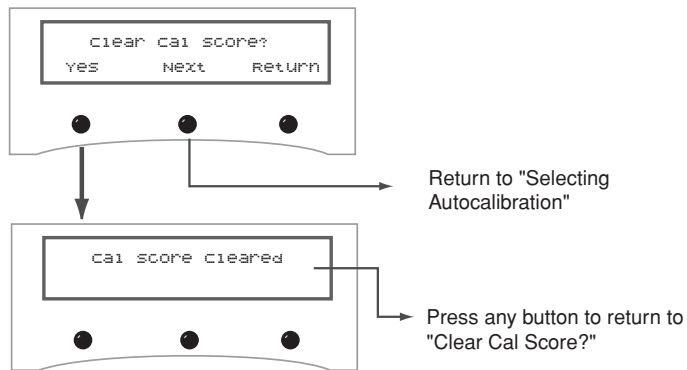 Clear Cal Score?
Yes Next Return
Return to "Selecting
Autocalibration"
Cal Score Cleared
Press any button to return to
"Clear Cal Score?"